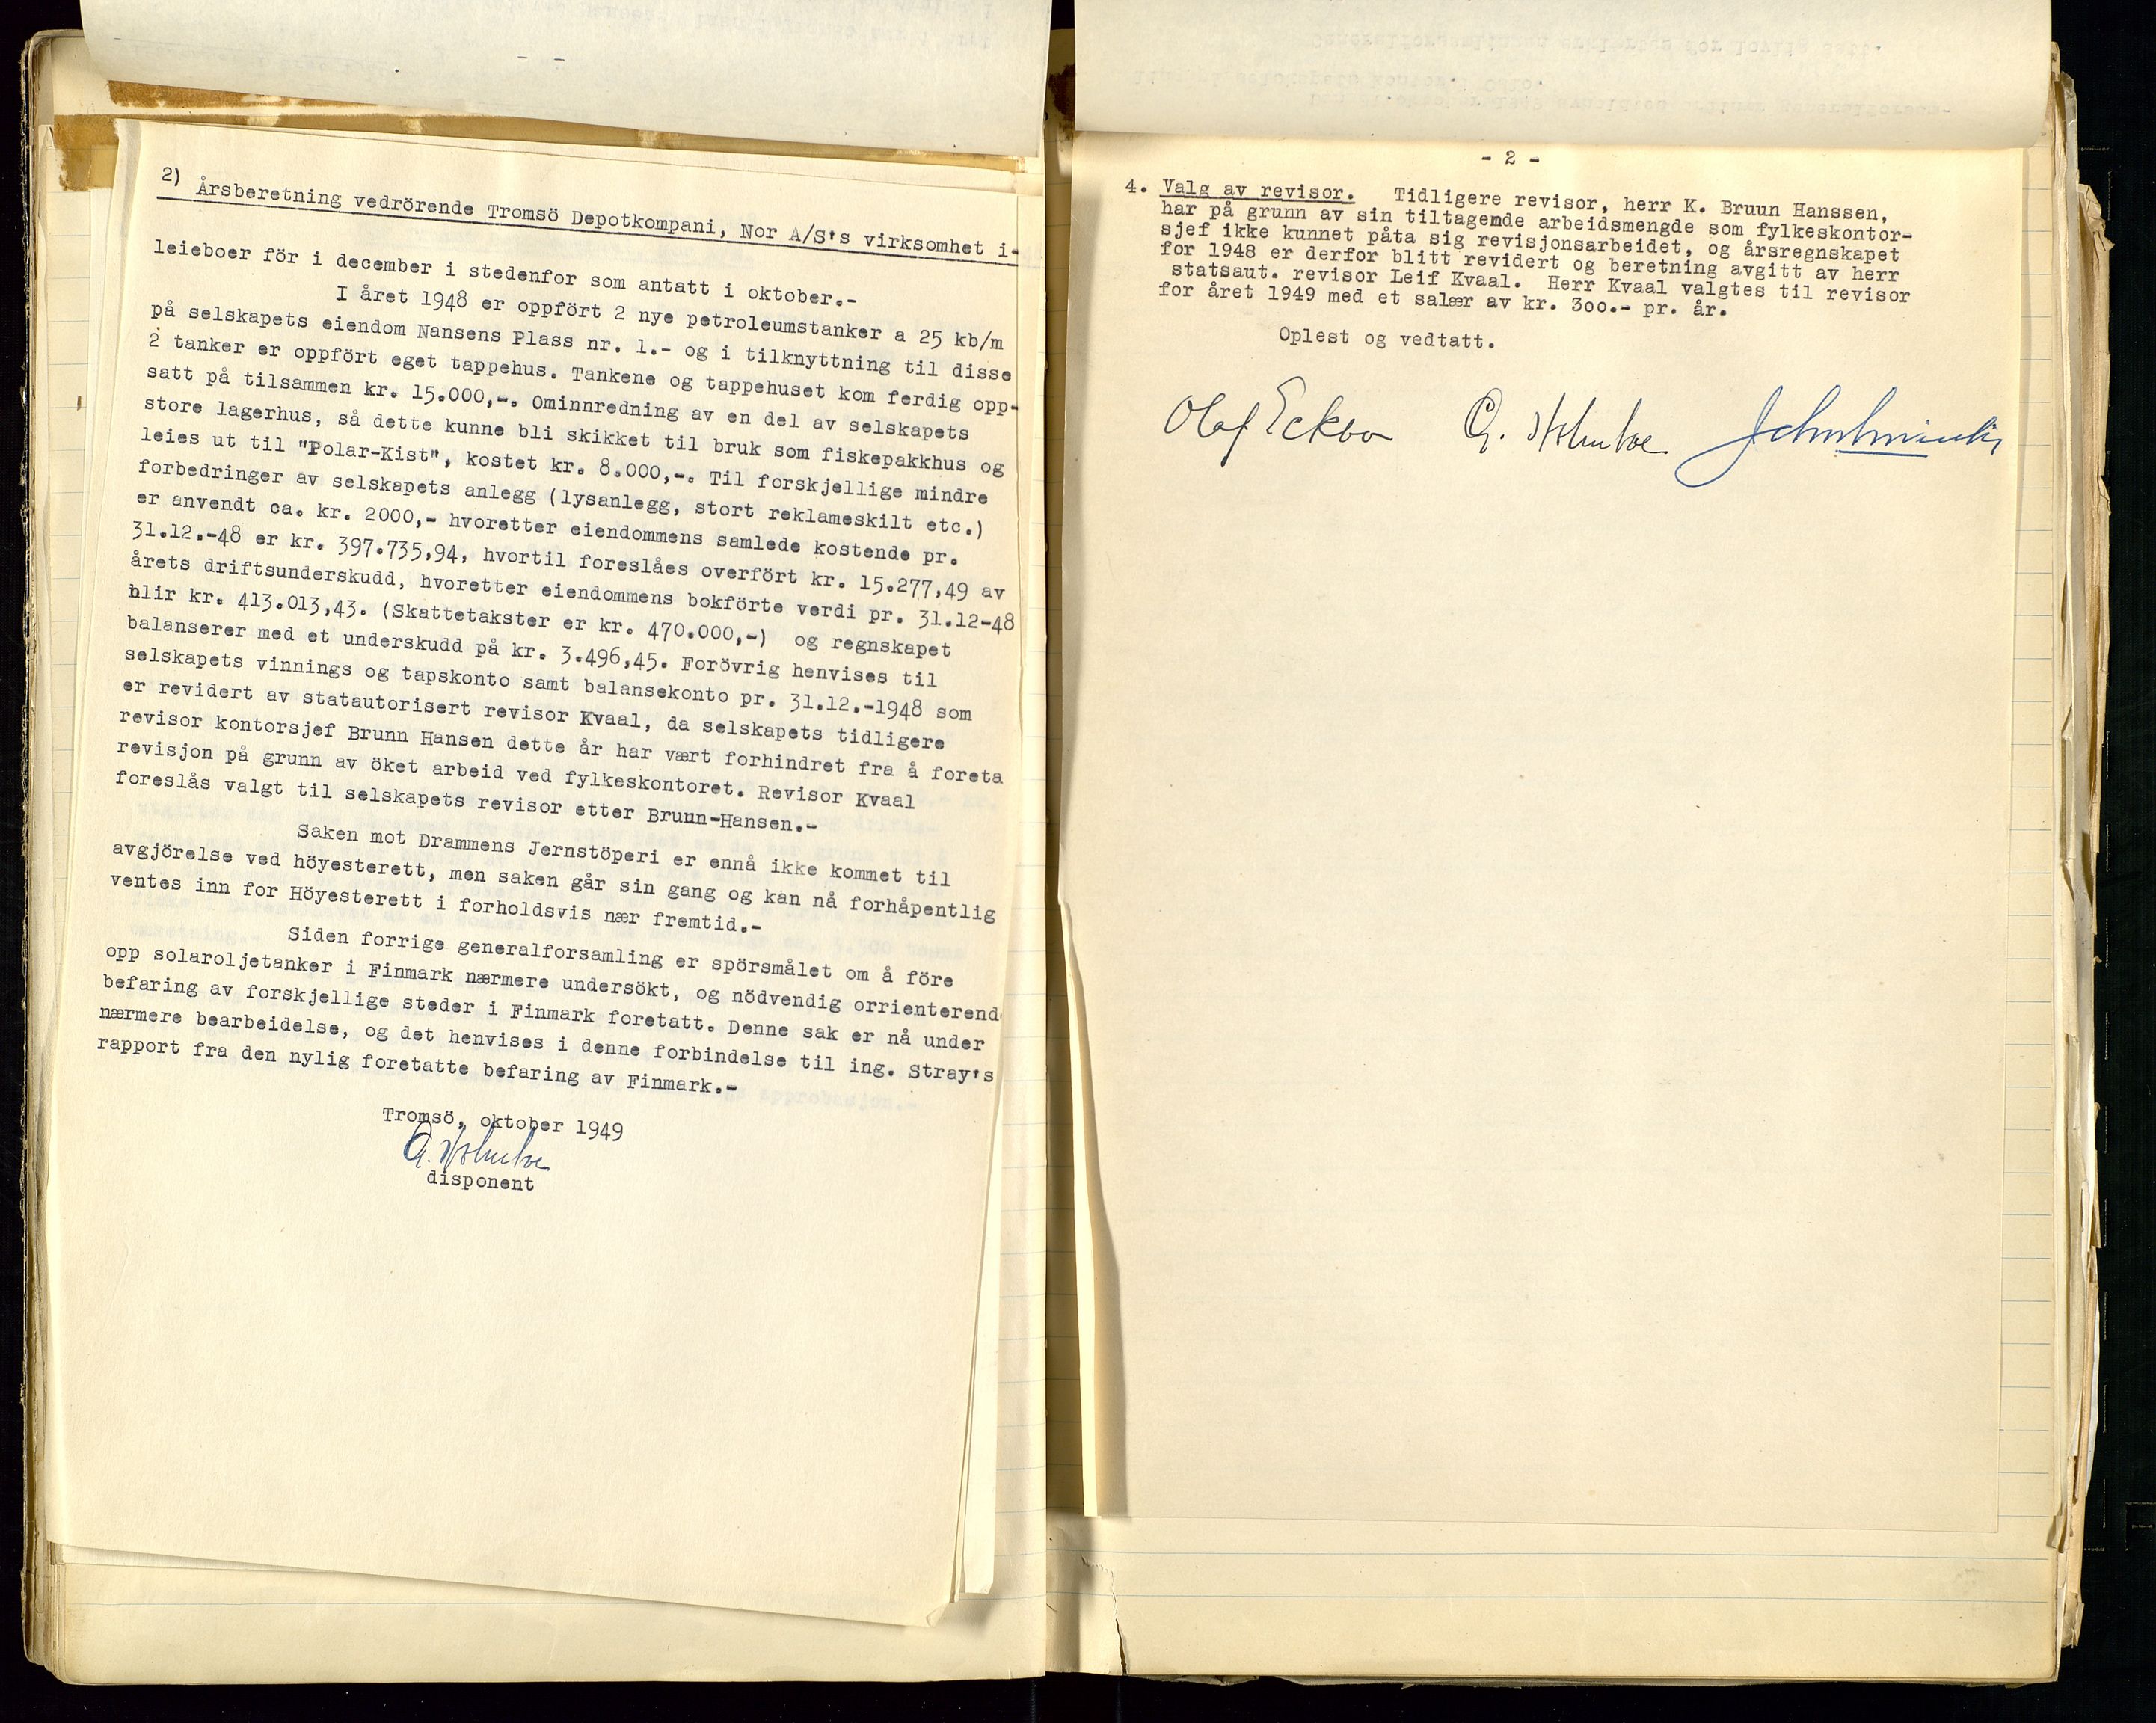 2) Årsberetning vedrörende Tromsö Depotkompani, Nor A/S's virksomhet i-
leieboer för i december i stedenfor som antatt i oktober.-
I året 1948 er oppfört 2 nye petroleumstanker a 25 kb/m
på selskapets eiendom Nansens Plass nr. 1.- og i tilknyttning til disse
2 tanker er oppfört eget tappehus. Tankene og tappehuset kom ferdig opp-
satt på tilsammen kr. 15.000,-. Ominnredning av en del av selskapets
store lagerhus, så dette kunne bli skikket til bruk som fiskepakkhus og
leies ut til "Polar-Kist", kostet kr. 8.000,-. Til forskjellige mindre
forbedringer av selskapets anlegg (lysanlegg, stort reklameskilt etc.)
er anvendt ca. kr. 2000,- hvoretter eiendommens samlede kostende pr.
31.12.-48 er kr. 397.735,94, hvortil foreslåes overfört kr. 15.277,49 av
årets driftsunderskudd, hvoretter eiendommens bokförte verdi pr. 31.12-48
blir kr. 413.013,43. (Skattetakster er kr. 470.000,-) og regnskapet
balanserer med et underskudd på kr. 3.496,45. Forövrig henvises til
selskapets vinnings og tapskonto samt balansekonto pr. 31.12.-1948 som
er revidert av statautorisert revisor Kvaal, da selskapets tidligere
revisor kontorsjef Brunn Hansen dette år har vært forhindret fra å foreta
revisjon på grunn av öket arbeid ved fylkeskontoret. Revisor Kvaal
foreslås valgt til selskapets revisor etter Brunn-Hansen.-
Saken mot Drammens Jernstöperi er ennå ikke kommet til
avgjörelse ved höyesterett, men saken går sin gang og kan nå forhåpentlig
ventes inn for Höyesterett i forholdsvis nær fremtid.-
Siden forrige generalforsamling er spörsmålet om å före
opp solaroljetanker i Finmark nærmere undersökt, og nödvendig orrienterend
befaring av forskjellige steder i Finmark foretatt. Denne sak er nå under
nærmere bearbeidelse, og det henvises i denne forbindelse til ing. Stray's
rapport fra den nylig foretatte befaring av Finmark.-
Tromsö, oktober 1949
G. Holmboe
disponent
- 2 -
4. Valg av revisor. Tidligere revisor, herr K. Bruun Hanssen,
har på grunn av sin tiltagende arbeidsmengde som fylkeskontor-
sjef ikke kunnet påta sig revisjonsarbeidet, og årsregnskapet
for 1948 er derfor blitt revidert og beretning avgitt av herr
statsaut. revisor Leif Kvaal. Herr Kvaal valgtes til revisor
for året 1949 med et salær av kr. 300.- pr. år.
Oplest og vedtatt.
Olaf Eckbo G. Holmboe